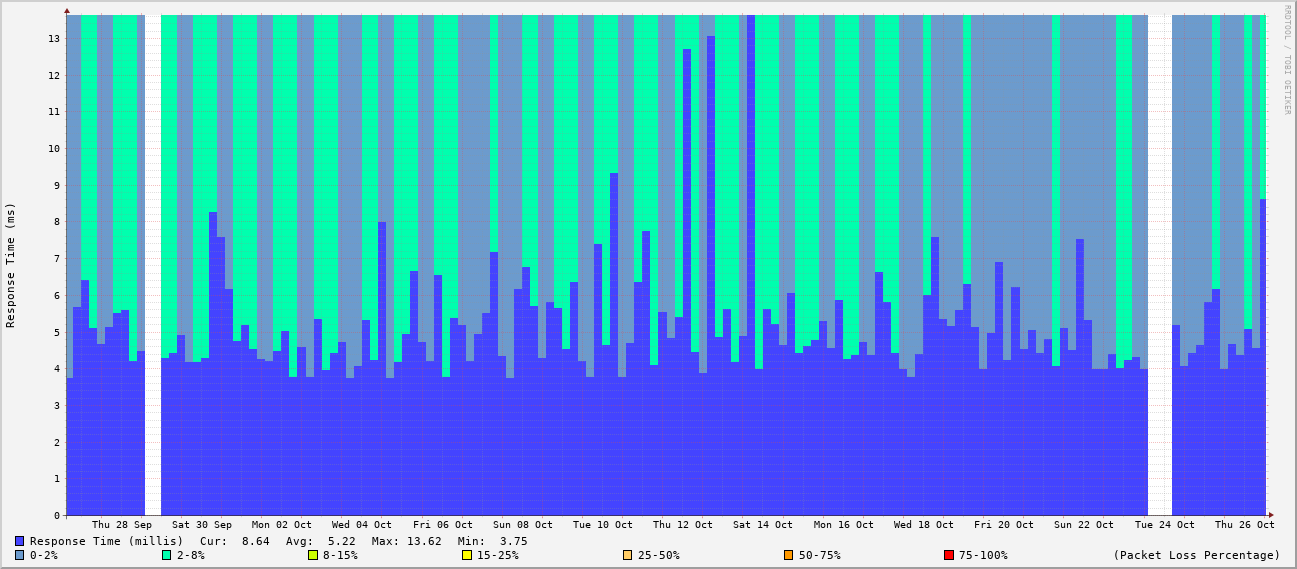 RRDTOOL / TOBI OETIKER
Response Time (ms)
13
12
11
10
9
8
7
6
5
4
3
2
1
0
Thu 28 Sep Sat 30 Sep Mon 02 Oct Wed 04 Oct Fri 06 Oct Sun 08 Oct Tue 10 Oct Thu 12 Oct Sat 14 Oct Mon 16 Oct Wed 18 Oct Fri 20 Oct Sun 22 Oct Tue 24 Oct Thu 26 Oct
Response Time (millis) Cur: 8.64 Avg: 5.22 Max: 13.62 Min: 3.75
0-2% 2-8% 8-15% 15-25% 25-50% 50-75% 75-100% (Packet Loss Percentage)